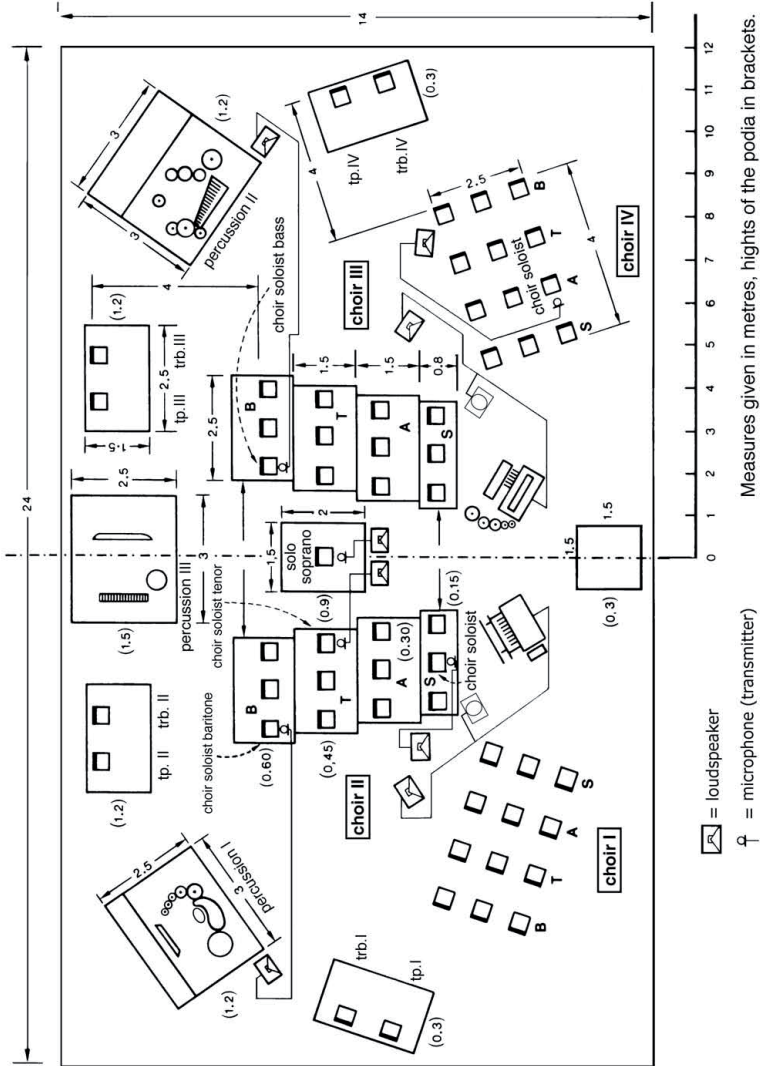 24
14
3
3
(1.2)
percussion II
4
(1.2)
trb.III
tp.III
2.5
1.5
2.5
3
percussion III
(1.5)
trb. II
tp. II
(1.2)
2.5
3
percussion I
(1.2)
tp.IV
trb.IV
(0.3)
4
choir soloist bass
choir III
2.5
B
T
A
S
1.5
1.5
0.8
2
1,5
solo
soprano
(0.9)
choir soloist tenor
choir soloist baritone
(0.60)
B
(0,45)
T
(0.30)
A
(0.15)
S
choir soloist
choir II
2.5
B
T
A
S
choir soloist
4
choir IV
S
A
T
B
choir I
trb.I
tp.I
(0.3)
1.5
1.5
(0,3)
0
1
2
3
4
5
6
7
8
9
10
11
12
Measures given in metres, hights of the podia in brackets.
= loudspeaker
= microphone (transmitter)